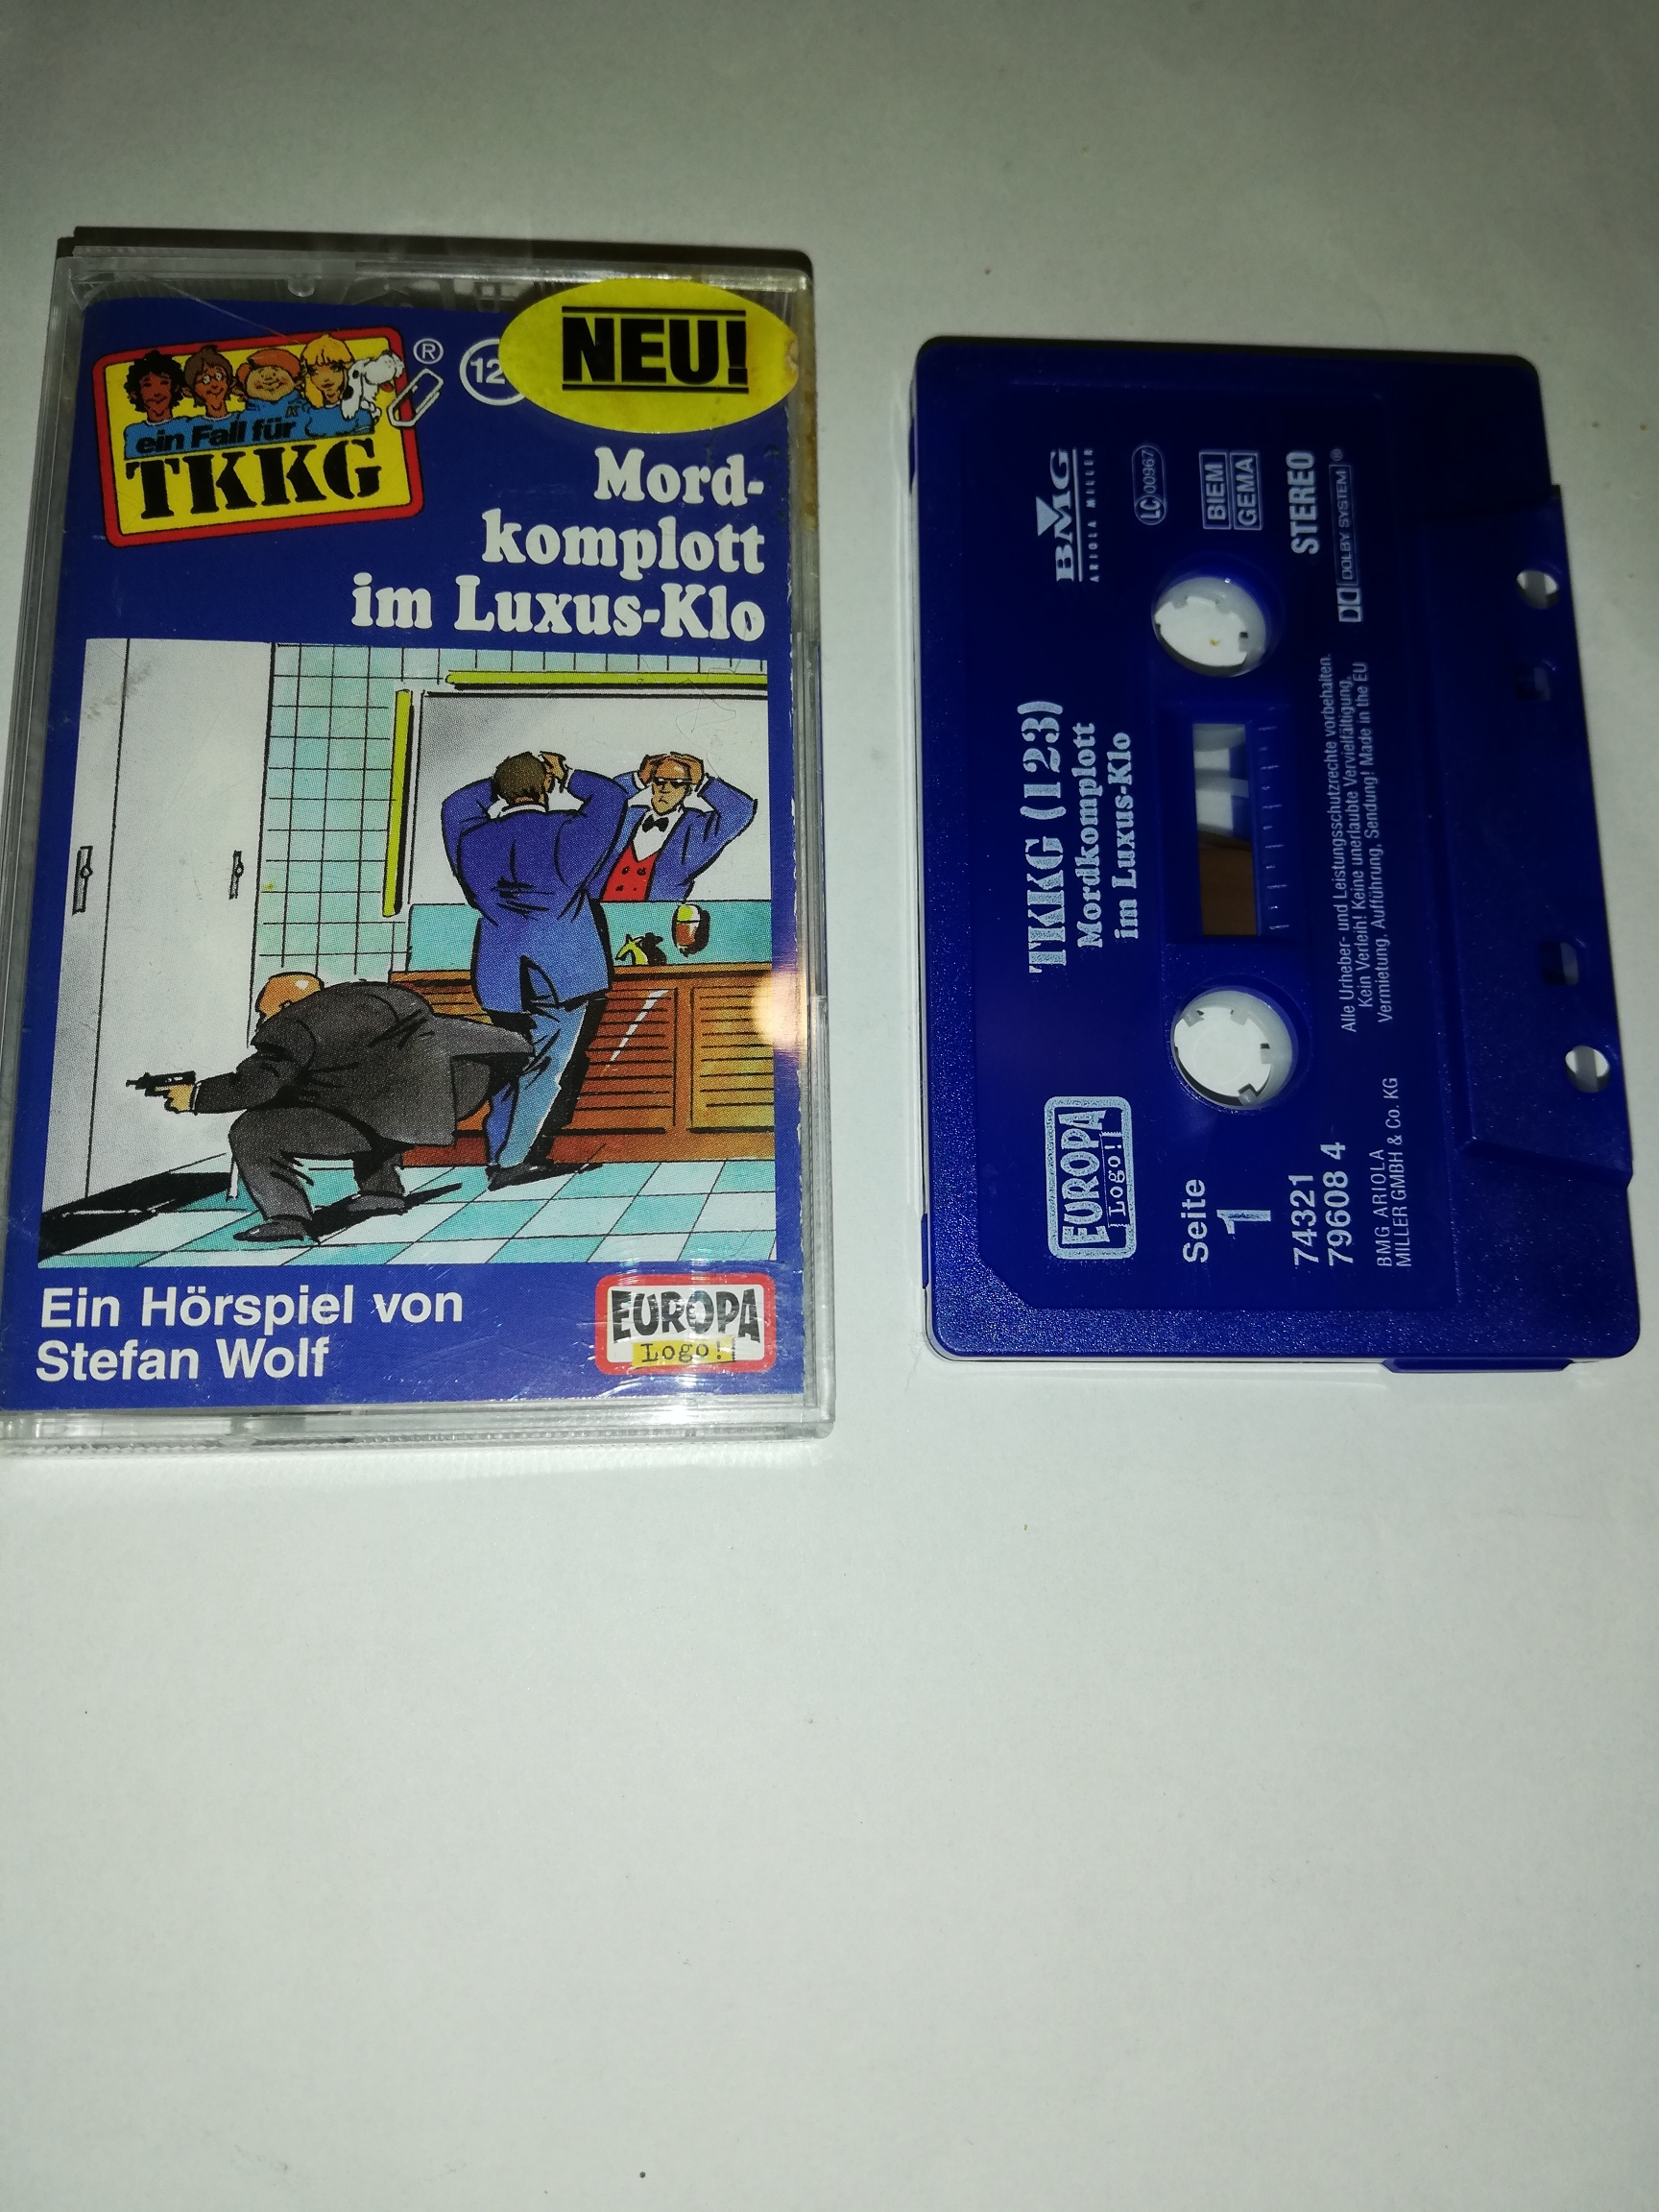 ein Fall für
TKKG
®
12
NEU!
Mord-
komplott
im Luxus-Klo
Ein Hörspiel von
Stefan Wolf
EUROPA
Logo!
BMG
ARIOLA MILLER
LC 00967
BIEM
GEMA
STEREO
DOLBY SYSTEM ®
TKKG (123)
Mordkomplott
im Luxus-Klo
Alle Urheber- und Leistungsschutzrechte vorbehalten.
Kein Verleih! Keine unerlaubte Vervielfältigung,
Vermietung, Aufführung, Sendung! Made in the EU
EUROPA
Logo!
Seite
1
74321
79608 4
BMG ARIOLA
MILLER GMBH & Co. KG